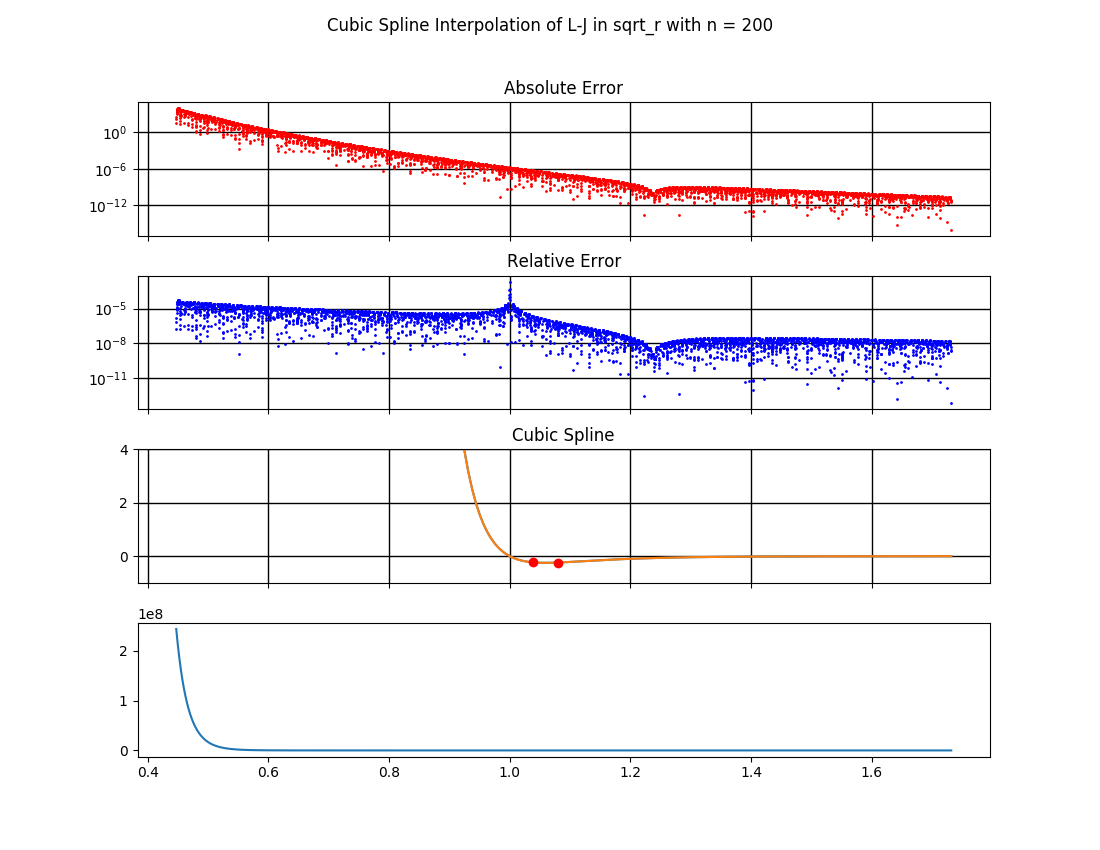 Cubic Spline Interpolation of L-J in sqrt_r with n = 200
Absolute Error
10^0
10^-6
10^-12
Relative Error
10^-5
10^-8
10^-11
Cubic Spline
4
2
0
1e8
2
1
0
0.4 0.6 0.8 1.0 1.2 1.4 1.6